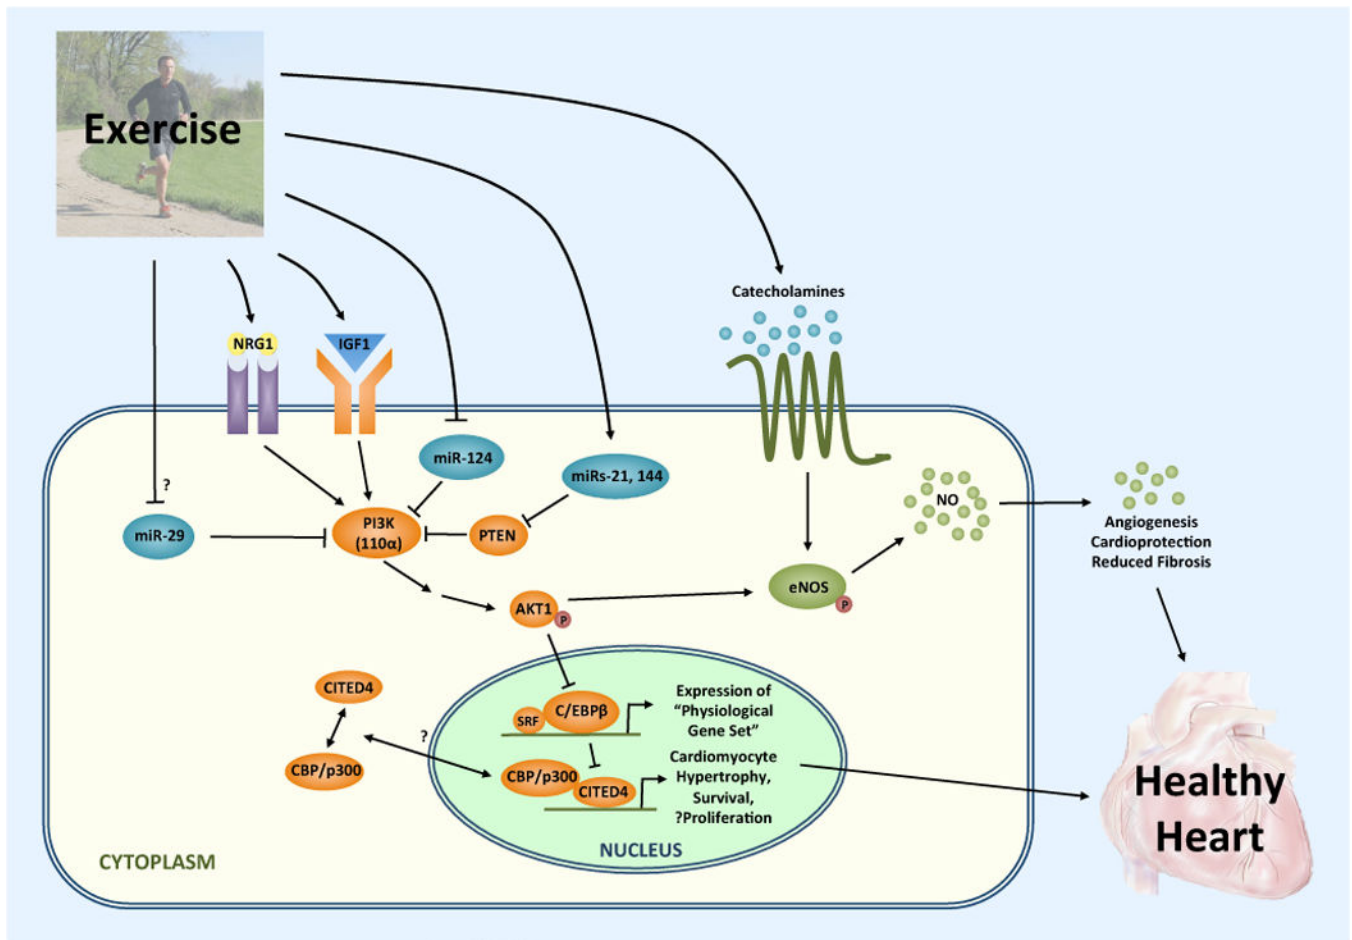 Exercise
Catecholamines
NRG1
IGF1
miR-124
miRs-21, 144
?
miR-29
PI3K
(110α)
PTEN
NO
Angiogenesis
Cardioprotection
Reduced Fibrosis
eNOS
P
AKT1
P
CITED4
CBP/p300
?
SRF
C/EBPβ
Expression of
“Physiological
Gene Set”
CBP/p300
CITED4
Cardiomyocyte
Hypertrophy,
Survival,
?Proliferation
NUCLEUS
CYTOPLASM
Healthy
Heart